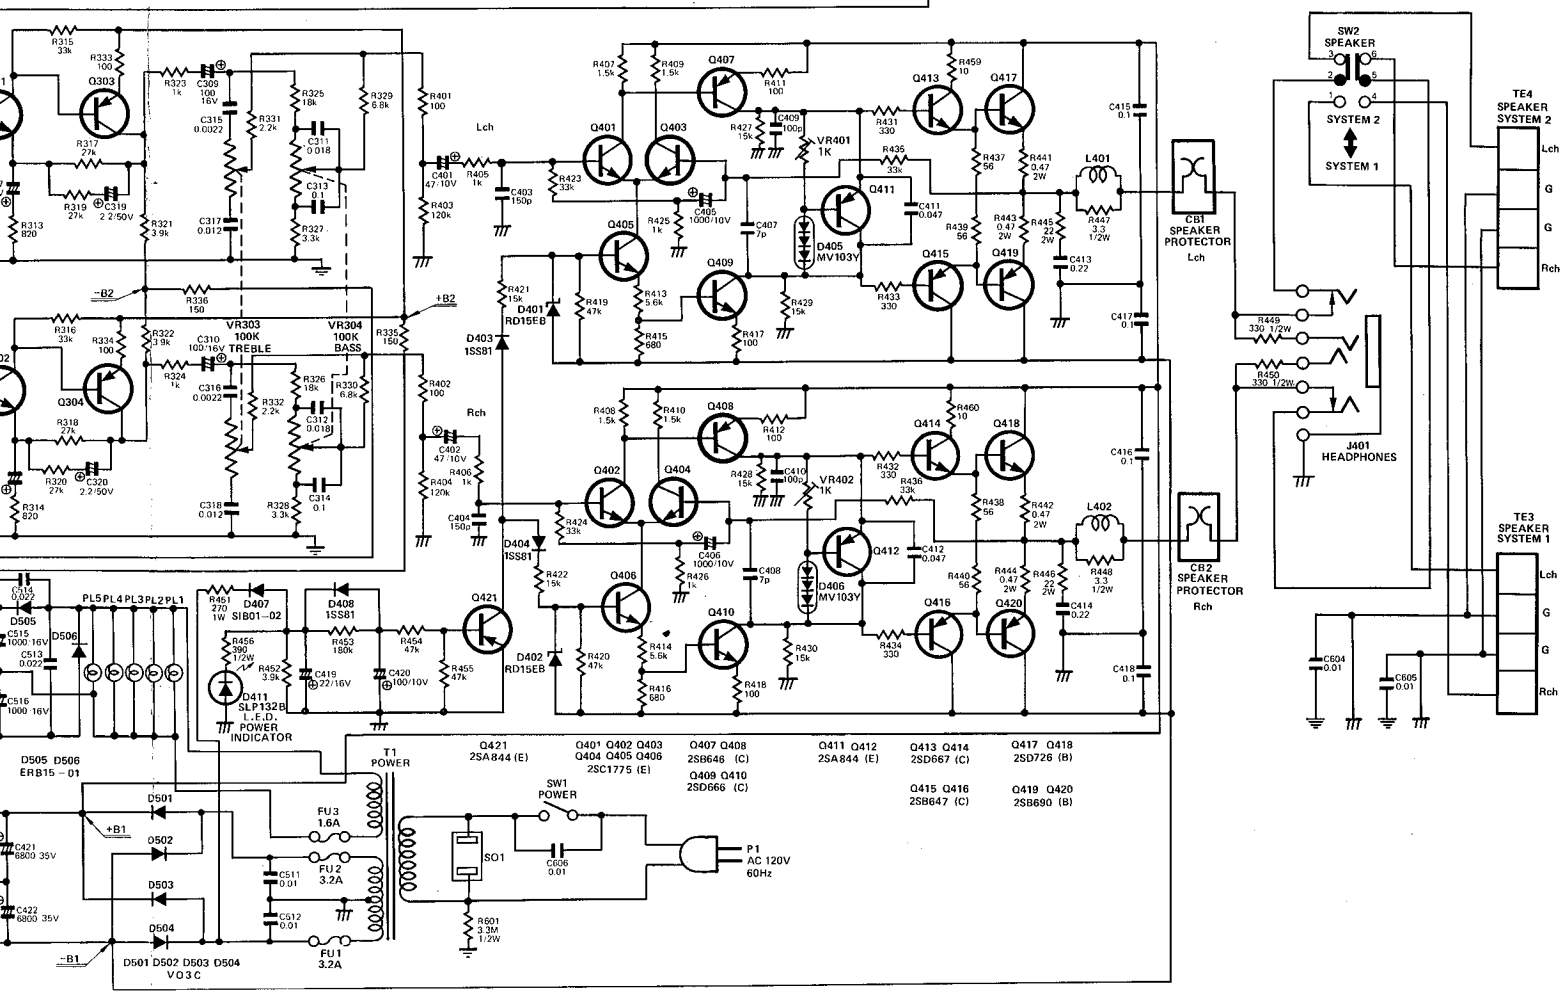 R315
33k
R333
100
Q303
R317
27k
R319
27k
C319
2.2/50V
R313
820
R321
3.9k
R323
1k
C309
100
16V
C315
0.0022
R331
2.2k
R325
18k
C311
0.018
C313
0.1
R329
6.8k
C317
0.012
R327
3.3k
-B2
R336
150
+B2
R316
33k
R334
100
Q304
R322
3.9k
C310
100/16V
R324
1k
VR303
100K
TREBLE
VR304
100K
BASS
R335
150
C316
0.0022
R332
2.2k
R326
18k
R330
6.8k
C312
0.018
R318
27k
R320
27k
C320
2.2/50V
R314
820
C318
0.012
R328
3.3k
C314
0.1
R401
100
Lch
C401
47/10V
R405
1k
R403
120k
C403
150p
R402
100
Rch
C402
47/10V
R406
1k
R404
120k
C404
150p
R407
1.5k
R409
1.5k
Q407
R411
100
Q401
Q403
R427
15k
C409
100p
VR401
1K
R423
33k
R425
1k
C405
1000/10V
Q405
C407
7p
D405
MV103Y
Q411
C411
0.047
R421
15k
D401
RD15EB
R419
47k
R413
5.6k
R415
680
Q409
R417
100
R429
15k
D403
1SS81
R431
330
R435
33k
Q413
R459
10
Q417
R437
56
R441
0.47
2W
R439
56
R443
0.47
2W
R445
22
2W
L401
R447
3.3
1/2W
C413
0.22
R433
330
Q415
Q419
C415
0.1
C417
0.1
CB1
SPEAKER
PROTECTOR
Lch
R408
1.5k
R410
1.5k
Q408
R412
100
Q402
Q404
R428
15k
C410
100p
VR402
1K
R424
33k
R426
1k
C406
1000/10V
Q406
C408
7p
D406
MV103Y
Q412
C412
0.047
D404
1SS81
R422
15k
D402
RD15EB
R420
47k
R414
5.6k
R416
680
Q410
R418
100
R430
15k
R432
330
R436
33k
Q414
R460
10
Q418
R438
56
R442
0.47
2W
R440
56
R444
0.47
2W
R446
22
2W
L402
R448
3.3
1/2W
C414
0.22
R434
330
Q416
Q420
C416
0.1
C418
0.1
CB2
SPEAKER
PROTECTOR
Rch
SW2
SPEAKER
3
6
2
5
1
4
SYSTEM 2
SYSTEM 1
TE4
SPEAKER
SYSTEM 2
Lch
G
G
Rch
R449
330 1/2W
R450
330 1/2W
J401
HEADPHONES
TE3
SPEAKER
SYSTEM 1
Lch
G
G
Rch
C604
0.01
C605
0.01
C514
0.022
D505
C515
1000/16V
C513
0.022
D506
C516
1000 16V
PL5 PL4 PL3 PL2 PL1
R451
270
1W
D407
SIB01-02
D408
1SS81
R456
390
1/2W
R452
3.9k
R453
180k
R454
47k
C419
22/16V
C420
100/10V
R455
47k
Q421
D411
SLP132B
L.E.D.
POWER
INDICATOR
D505 D506
ERB15-01
T1
POWER
Q421
2SA844 (E)
Q401 Q402 Q403
Q404 Q405 Q406
2SC1775 (E)
Q407 Q408
2SB646 (C)
Q409 Q410
2SD666 (C)
Q411 Q412
2SA844 (E)
Q413 Q414
2SD667 (C)
Q415 Q416
2SB647 (C)
Q417 Q418
2SD726 (B)
Q419 Q420
2SB690 (B)
D501
+B1
D502
C421
6800 35V
D503
C422
6800 35V
D504
-B1
D501 D502 D503 D504
V03C
FU3
1.6A
FU2
3.2A
C511
0.01
C512
0.01
FU1
3.2A
SO1
SW1
POWER
C606
0.01
R601
3.3M
1/2W
P1
AC 120V
60Hz